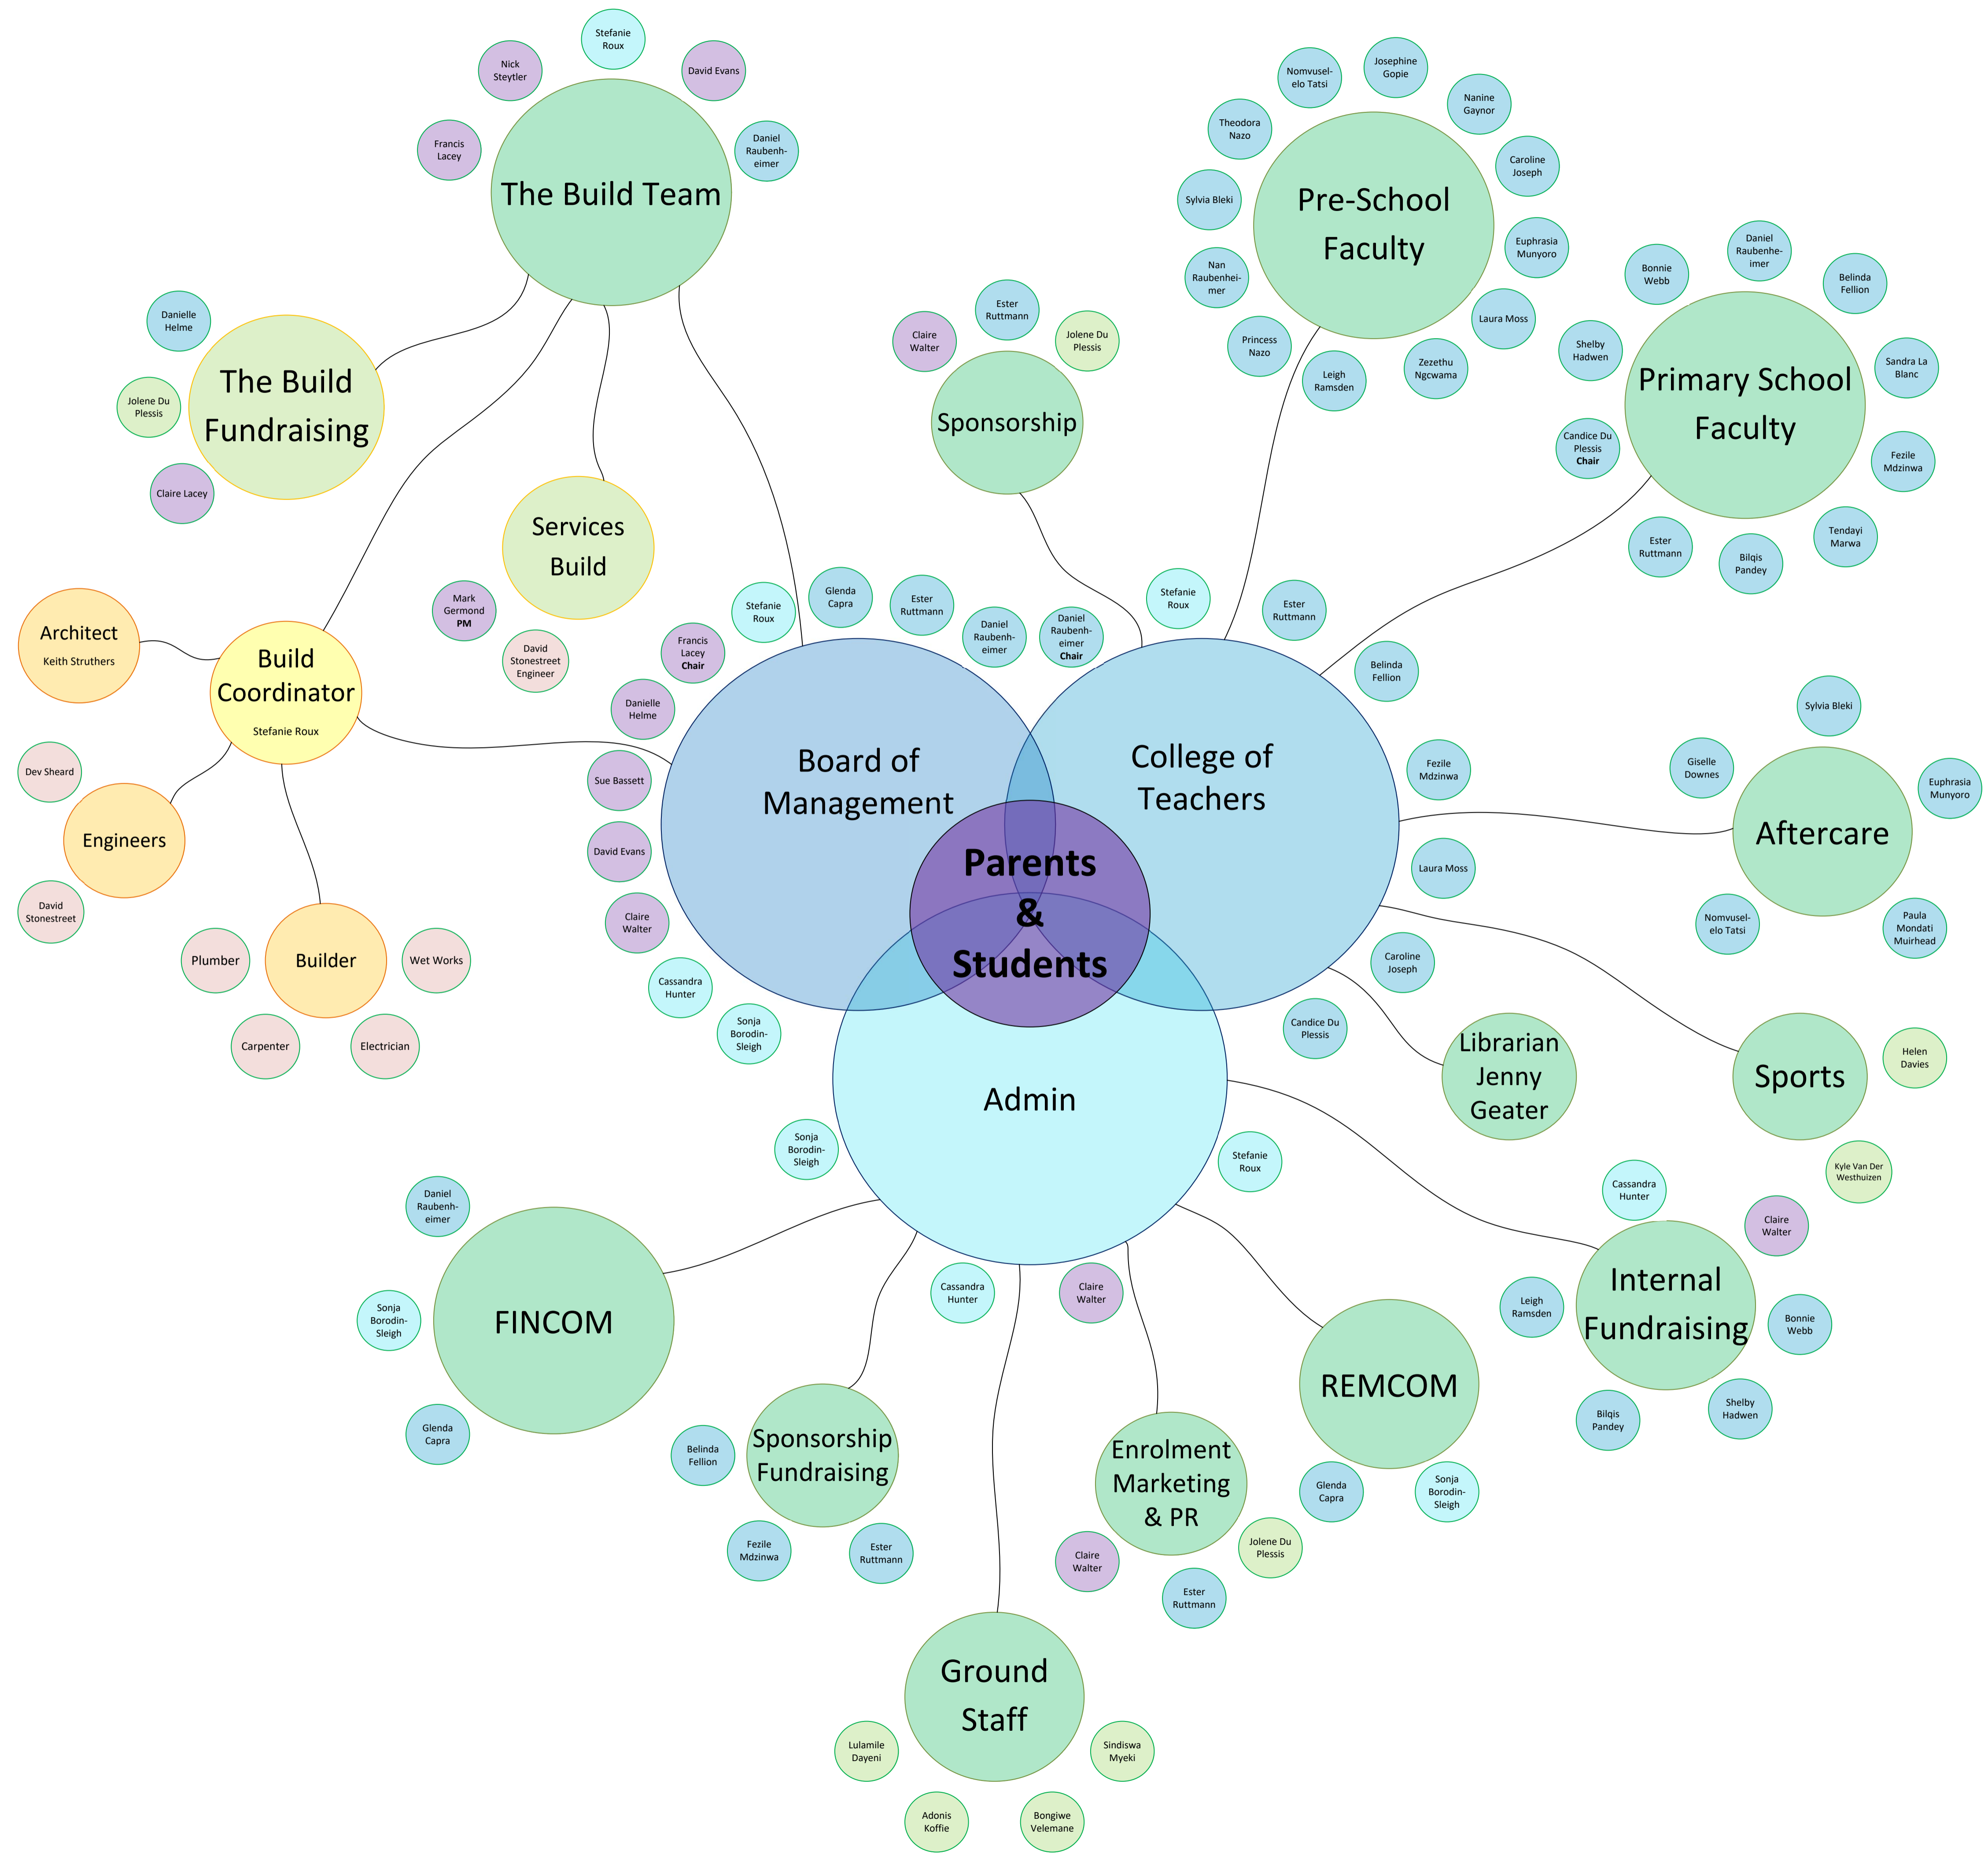 Stefanie
Roux
Nick
Steytler
David Evans
Francis
Lacey
Daniel
Raubenh-
eimer
The Build Team
Danielle
Helme
Jolene Du
Plessis
Claire Lacey
The Build
Fundraising
Services
Build
Mark
Germond
PM
David
Stonestreet
Engineer
Architect
Keith Struthers
Build
Coordinator
Stefanie Roux
Dev Sheard
Engineers
David
Stonestreet
Plumber
Builder
Wet Works
Carpenter
Electrician
Claire
Walter
Ester
Ruttmann
Jolene Du
Plessis
Sponsorship
Nomvusel-
elo Tatsi
Josephine
Gopie
Nanine
Gaynor
Theodora
Nazo
Caroline
Joseph
Sylvia Bleki
Euphrasia
Munyoro
Nan
Raubenhei-
mer
Laura Moss
Princess
Nazo
Zezethu
Ngcwama
Leigh
Ramsden
Pre-School
Faculty
Bonnie
Webb
Daniel
Raubenhe-
imer
Belinda
Fellion
Shelby
Hadwen
Sandra La
Blanc
Candice Du
Plessis
Chair
Fezile
Mdzinwa
Ester
Ruttmann
Bilqis
Pandey
Tendayi
Marwa
Primary School
Faculty
Stefanie
Roux
Glenda
Capra
Ester
Ruttmann
Daniel
Raubenh-
eimer
Francis
Lacey
Chair
Danielle
Helme
Sue Bassett
David Evans
Claire
Walter
Cassandra
Hunter
Sonja
Borodin-
Sleigh
Board of
Management
Daniel
Raubenh-
eimer
Chair
Stefanie
Roux
Ester
Ruttmann
Belinda
Fellion
Fezile
Mdzinwa
Laura Moss
Caroline
Joseph
Candice Du
Plessis
College of
Teachers
Parents
&
Students
Admin
Sonja
Borodin-
Sleigh
Stefanie
Roux
Cassandra
Hunter
Claire
Walter
Sylvia Bleki
Giselle
Downes
Euphrasia
Munyoro
Aftercare
Nomvusel-
elo Tatsi
Paula
Mondati
Muirhead
Librarian
Jenny
Geater
Sports
Helen
Davies
Kyle Van Der
Westhuizen
Cassandra
Hunter
Claire
Walter
Leigh
Ramsden
Bonnie
Webb
Bilqis
Pandey
Shelby
Hadwen
Internal
Fundraising
Daniel
Raubenh-
eimer
Sonja
Borodin-
Sleigh
Glenda
Capra
FINCOM
Sponsorship
Fundraising
Belinda
Fellion
Fezile
Mdzinwa
Ester
Ruttmann
REMCOM
Glenda
Capra
Sonja
Borodin-
Sleigh
Enrolment
Marketing
& PR
Claire
Walter
Ester
Ruttmann
Jolene Du
Plessis
Ground
Staff
Lulamile
Dayeni
Adonis
Koffie
Bongiwe
Velemane
Sindiswa
Myeki